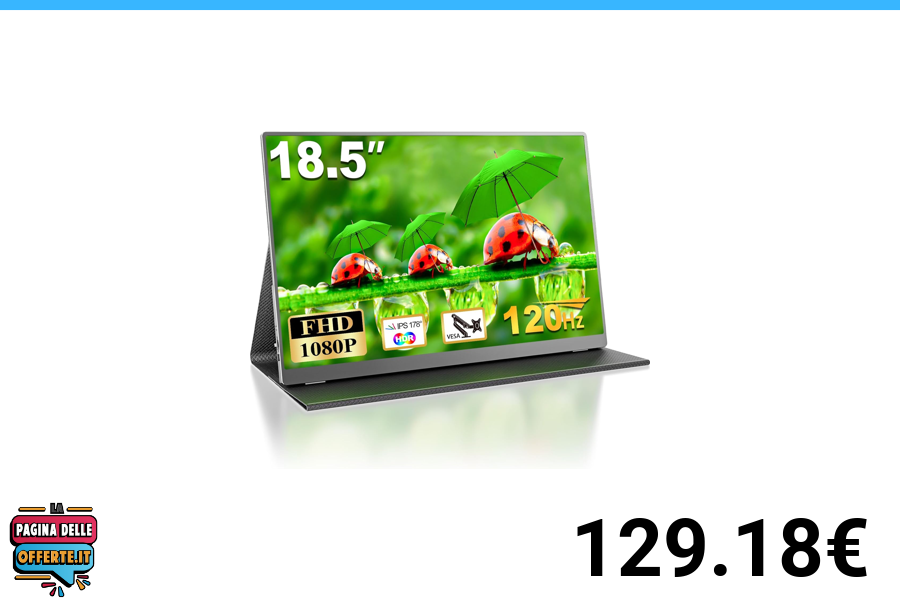 18.5"
FHD
1080P
IPS 178°
HDR
VESA
120Hz
LA
PAGINA DELLE
OFFERTE.IT
129.18€